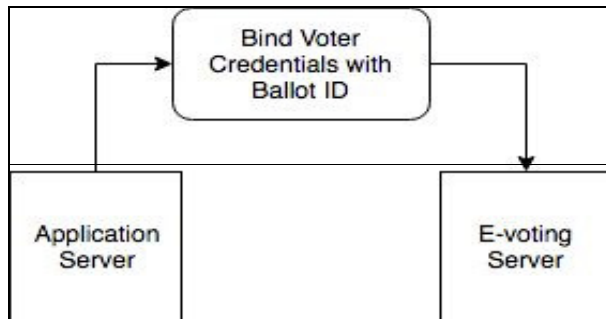 Bind Voter
Credentials with
Ballot ID
Application
Server
E-voting
Server